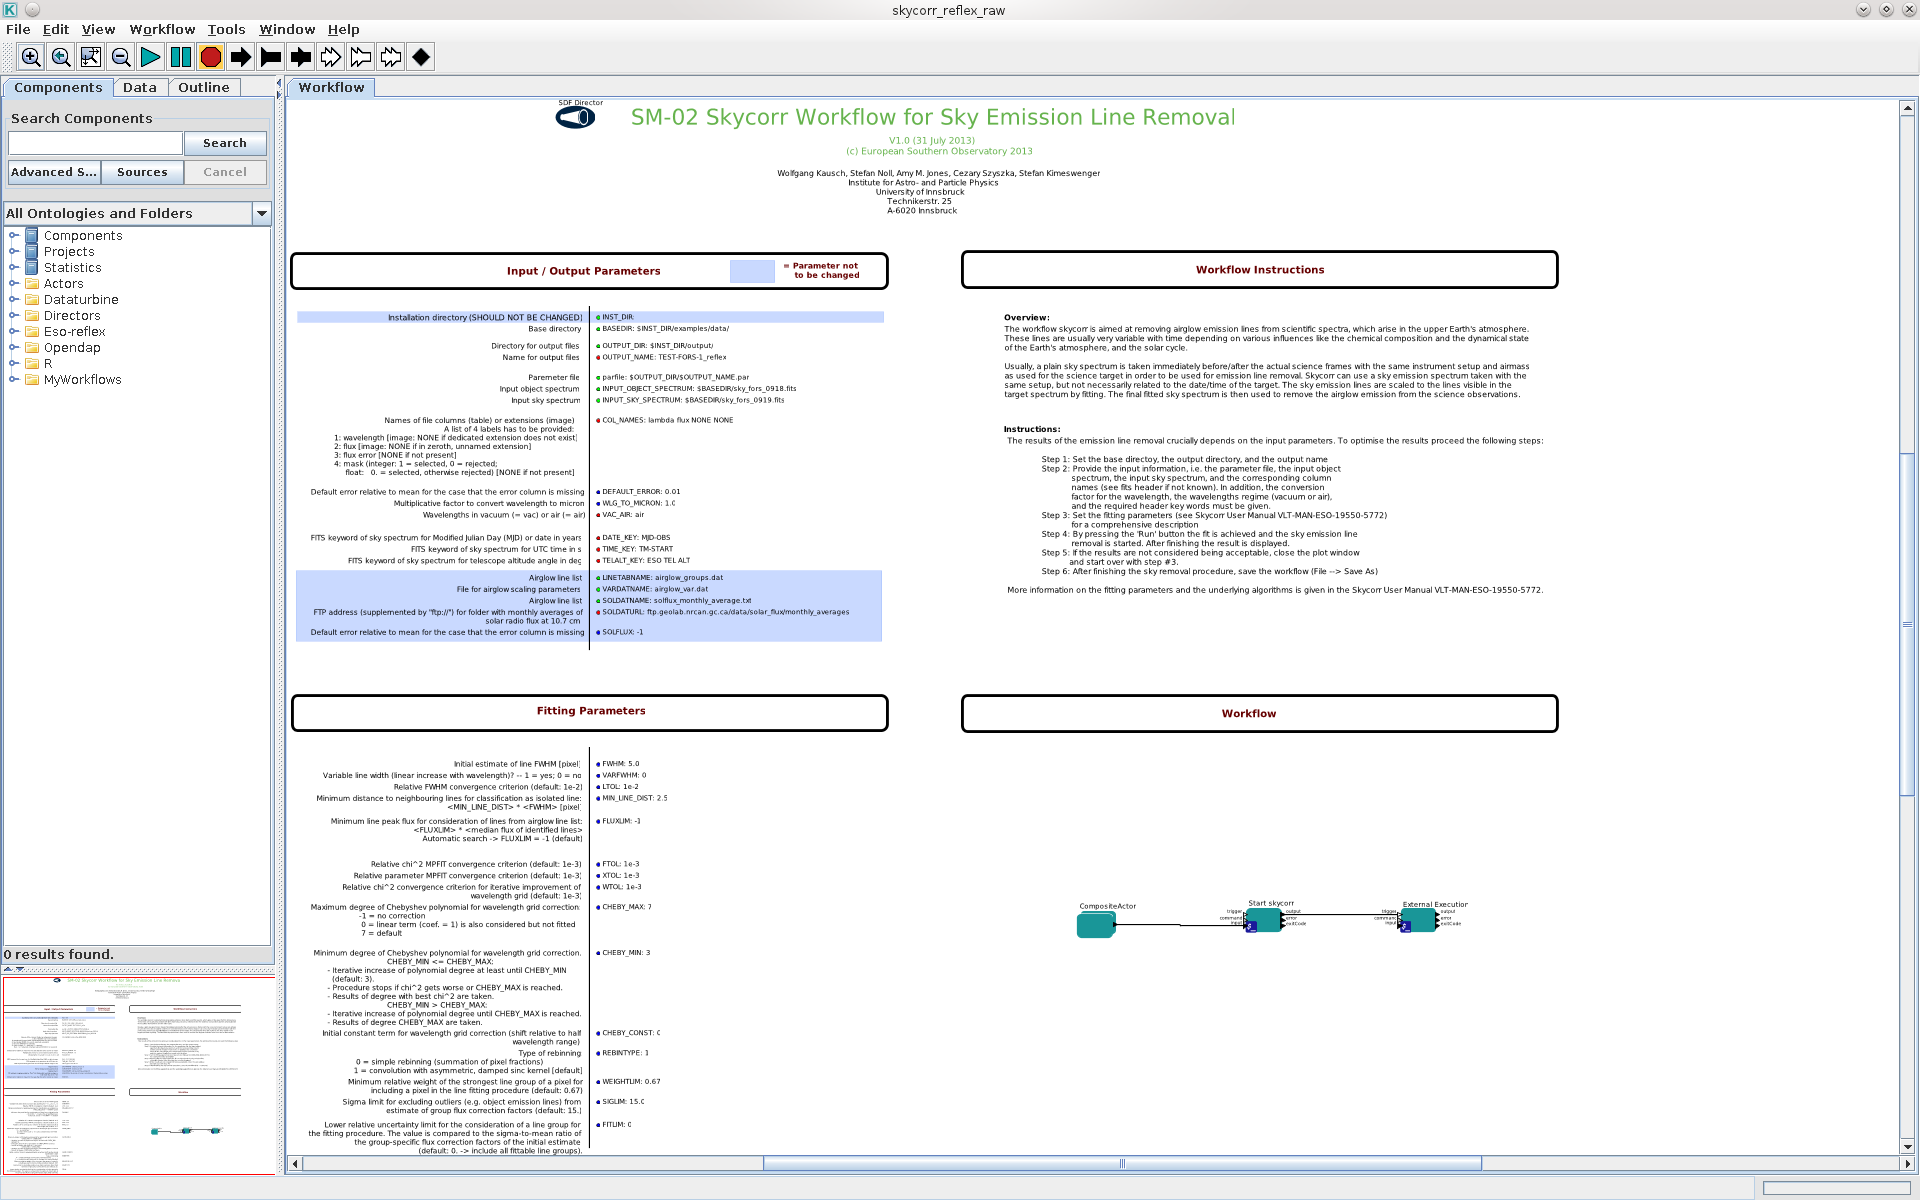 skycorr_reflex_raw
File Edit View Workflow Tools Window Help
Components Data Outline
Search Components
Search
Advanced S... Sources Cancel
All Ontologies and Folders
Components
Projects
Statistics
Actors
Dataturbine
Directors
Eso-reflex
Opendap
R
MyWorkflows
0 results found.
Workflow
SDF Director
SM-02 Skycorr Workflow for Sky Emission Line Removal
V1.0 (31 July 2013)
(c) European Southern Observatory 2013
Wolfgang Kausch, Stefan Noll, Amy M. Jones, Cezary Szyszka, Stefan Kimeswenger
Institute for Astro- and Particle Physics
University of Innsbruck
Technikerstr. 25
A-6020 Innsbruck
Input / Output Parameters
= Parameter not
to be changed
Installation directory (SHOULD NOT BE CHANGED) INST_DIR:
Base directory BASEDIR: $INST_DIR/examples/data/
Directory for output files OUTPUT_DIR: $INST_DIR/output/
Name for output files OUTPUT_NAME: TEST-FORS-1_reflex
Paremeter file parfile: $OUTPUT_DIR/$OUTPUT_NAME.par
Input object spectrum INPUT_OBJECT_SPECTRUM: $BASEDIR/sky_fors_0918.fits
Input sky spectrum INPUT_SKY_SPECTRUM: $BASEDIR/sky_fors_0919.fits
Names of file columns (table) or extensions (image) COL_NAMES: lambda flux NONE NONE
A list of 4 labels has to be provided:
1: wavelength [image: NONE if dedicated extension does not exist]
2: flux [image: NONE if in zeroth, unnamed extension]
3: flux error [NONE if not present]
4: mask (integer: 1 = selected, 0 = rejected;
float: 0. = selected, otherwise rejected) [NONE if not present]
Default error relative to mean for the case that the error column is missing DEFAULT_ERROR: 0.01
Multiplicative factor to convert wavelength to micron WLG_TO_MICRON: 1.0
Wavelengths in vacuum (= vac) or air (= air) VAC_AIR: air
FITS keyword of sky spectrum for Modified Julian Day (MJD) or date in years DATE_KEY: MJD-OBS
FITS keyword of sky spectrum for UTC time in s TIME_KEY: TM-START
FITS keyword of sky spectrum for telescope altitude angle in deg TELALT_KEY: ESO TEL ALT
Airglow line list LINETABNAME: airglow_groups.dat
File for airglow scaling parameters VARDATNAME: airglow_var.dat
Airglow line list SOLDATNAME: solflux_monthly_average.txt
FTP address (supplemented by "ftp://") for folder with monthly averages of SOLDATURL: ftp.geolab.nrcan.gc.ca/data/solar_flux/monthly_averages
solar radio flux at 10.7 cm
Default error relative to mean for the case that the error column is missing SOLFLUX: -1
Workflow Instructions
Overview:
The workflow skycorr is aimed at removing airglow emission lines from scientific spectra, which arise in the upper Earth's atmosphere.
These lines are usually very variable with time depending on various influences like the chemical composition and the dynamical state
of the Earth's atmosphere, and the solar cycle.
Usually, a plain sky spectrum is taken immediately before/after the actual science frames with the same instrument setup and airmass
as used for the science target in order to be used for emission line removal. Skycorr can use a sky emission spectrum taken with the
same setup, but not necessarily related to the date/time of the target. The sky emission lines are scaled to the lines visible in the
target spectrum by fitting. The final fitted sky spectrum is then used to remove the airglow emission from the science observations.
Instructions:
The results of the emission line removal crucially depends on the input parameters. To optimise the results proceed the following steps:
Step 1: Set the base directoy, the output directory, and the output name
Step 2: Provide the input information, i.e. the parameter file, the input object
spectrum, the input sky spectrum, and the corresponding column
names (see fits header if not known). In addition, the conversion
factor for the wavelength, the wavelengths regime (vacuum or air),
and the required header key words must be given.
Step 3: Set the fitting parameters (see Skycorr User Manual VLT-MAN-ESO-19550-5772)
for a comprehensive description
Step 4: By pressing the 'Run' button the fit is achieved and the sky emission line
removal is started. After finishing the result is displayed.
Step 5: If the results are not considered being acceptable, close the plot window
and start over with step #3.
Step 6: After finishing the sky removal procedure, save the workflow (File --> Save As)
More information on the fitting parameters and the underlying algorithms is given in the Skycorr User Manual VLT-MAN-ESO-19550-5772.
Fitting Parameters
Initial estimate of line FWHM [pixel] FWHM: 5.0
Variable line width (linear increase with wavelength)? -- 1 = yes; 0 = no VARFWHM: 0
Relative FWHM convergence criterion (default: 1e-2) LTOL: 1e-2
Minimum distance to neighbouring lines for classification as isolated line: MIN_LINE_DIST: 2.5
<MIN_LINE_DIST> * <FWHM> [pixel]
Minimum line peak flux for consideration of lines from airglow line list: FLUXLIM: -1
<FLUXLIM> * <median flux of identified lines>
Automatic search -> FLUXLIM = -1 (default)
Relative chi^2 MPFIT convergence criterion (default: 1e-3) FTOL: 1e-3
Relative parameter MPFIT convergence criterion (default: 1e-3) XTOL: 1e-3
Relative chi^2 convergence criterion for iterative improvement of WTOL: 1e-3
wavelength grid (default: 1e-3)
Maximum degree of Chebyshev polynomial for wavelength grid correction: CHEBY_MAX: 7
-1 = no correction
0 = linear term (coef. = 1) is also considered but not fitted
7 = default
Minimum degree of Chebyshev polynomial for wavelength grid correction. CHEBY_MIN: 3
CHEBY_MIN <= CHEBY_MAX:
- Iterative increase of polynomial degree at least until CHEBY_MIN
(default: 3).
- Procedure stops if chi^2 gets worse or CHEBY_MAX is reached.
- Results of degree with best chi^2 are taken.
CHEBY_MIN > CHEBY_MAX:
- Iterative increase of polynomial degree until CHEBY_MAX is reached.
- Results of degree CHEBY_MAX are taken.
Initial constant term for wavelength grid correction (shift relative to half CHEBY_CONST: 0
wavelength range)
Type of rebinning REBINTYPE: 1
0 = simple rebinning (summation of pixel fractions)
1 = convolution with asymmetric, damped sinc kernel [default]
Minimum relative weight of the strongest line group of a pixel for WEIGHTLIM: 0.67
including a pixel in the line fitting procedure (default: 0.67)
Sigma limit for excluding outliers (e.g. object emission lines) from SIGLIM: 15.0
estimate of group flux correction factors (default: 15.)
Lower relative uncertainty limit for the consideration of a line group for FITLIM: 0
the fitting procedure. The value is compared to the sigma-to-mean ratio of
the group-specific flux correction factors of the initial estimate
(default: 0. -> include all fittable line groups).
Workflow
CompositeActor
Start skycorr
trigger
command
input
output
error
exitCode
External Execution
trigger
command
input
output
error
exitCode